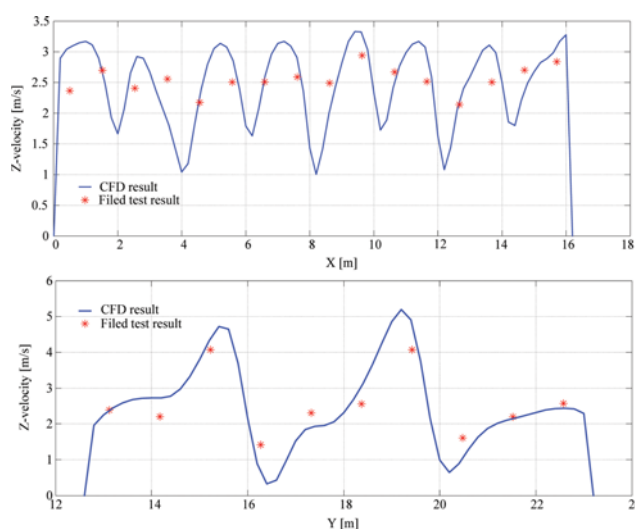 3.5
3
2.5
2
1.5
1
0.5
0
Z-velocity [m/s]
CFD result
Filed test result
0 2 4 6 8 10 12 14 16 18
X [m]
6
5
4
3
2
1
0
Z-velocity [m/s]
CFD result
Filed test result
12 14 16 18 20 22 2
Y [m]